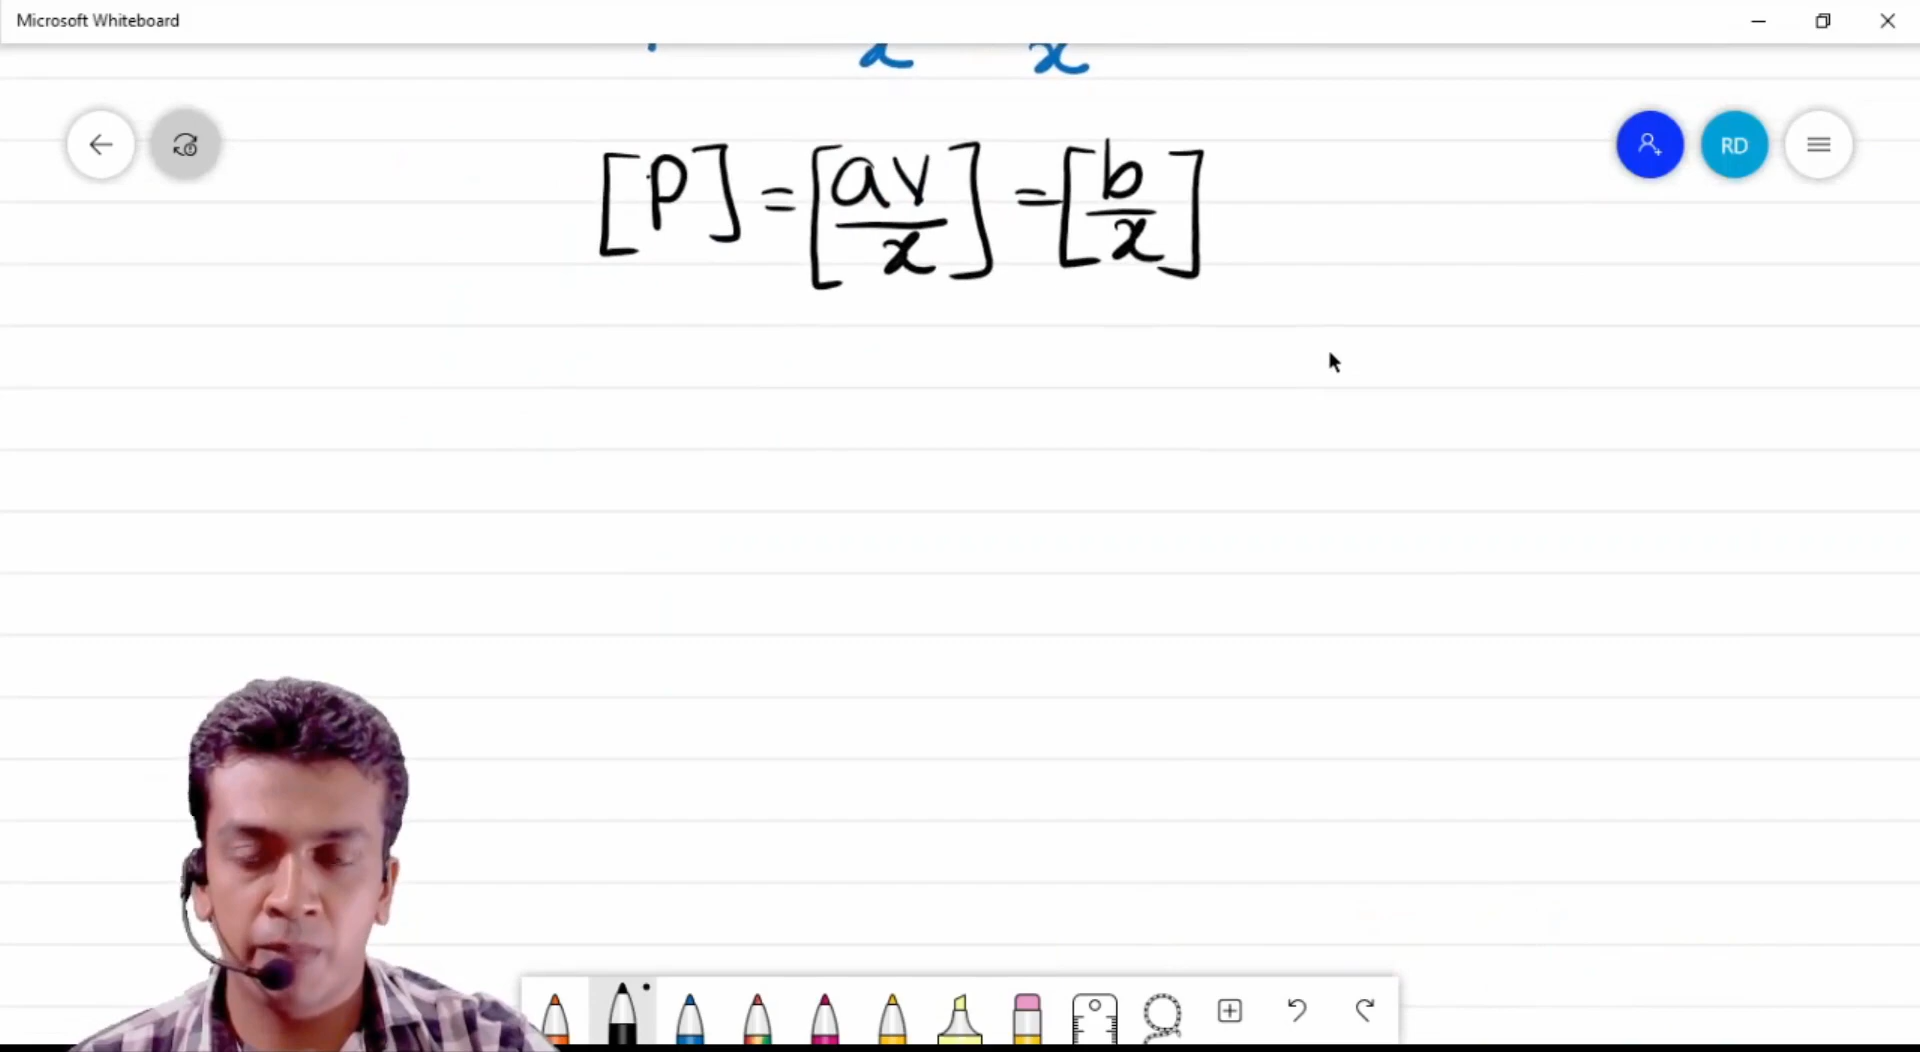 Microsoft Whiteboard
x x
[P] = [av/x] = [b/x]
RD